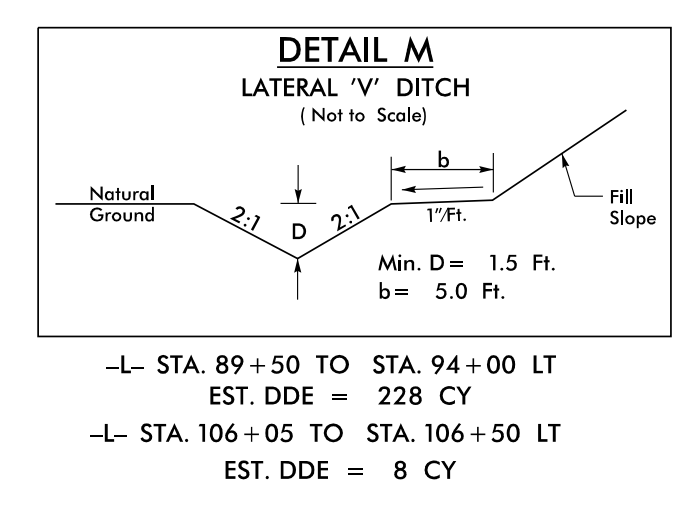 DETAIL M
LATERAL 'V' DITCH
( Not to Scale)
b
Natural
Ground
2:1
D
2:1
1"/Ft.
Fill
Slope
Min. D = 1.5 Ft.
b = 5.0 Ft.
-L- STA. 89+50 TO STA. 94+00 LT
EST. DDE = 228 CY
-L- STA. 106+05 TO STA. 106+50 LT
EST. DDE = 8 CY